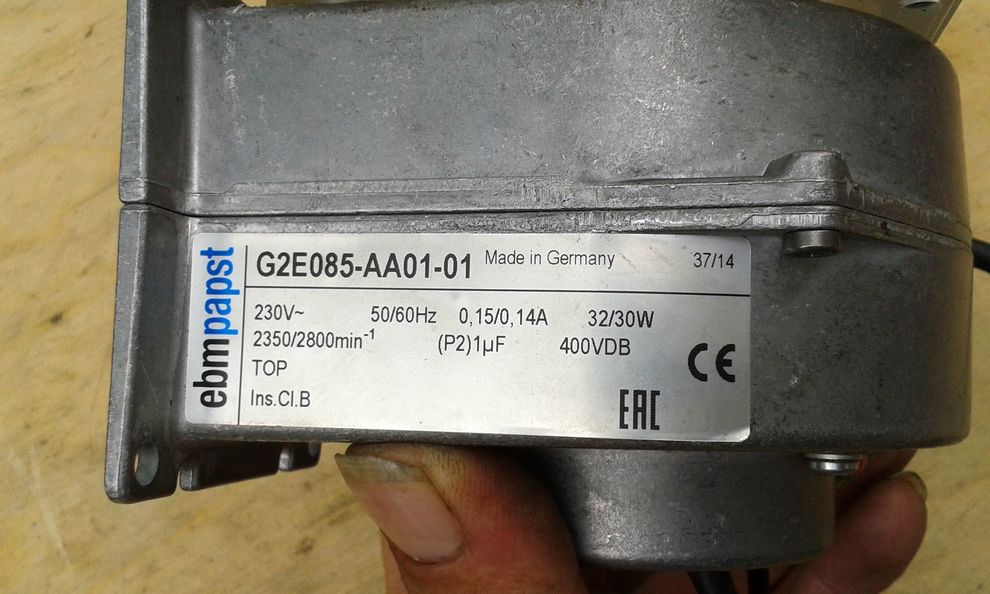 ebmpapst
G2E085-AA01-01 Made in Germany 37/14
230V~ 50/60Hz 0,15/0,14A 32/30W
2350/2800min⁻¹ (P2)1µF 400VDB
TOP
CE
Ins.Cl.B
EAC